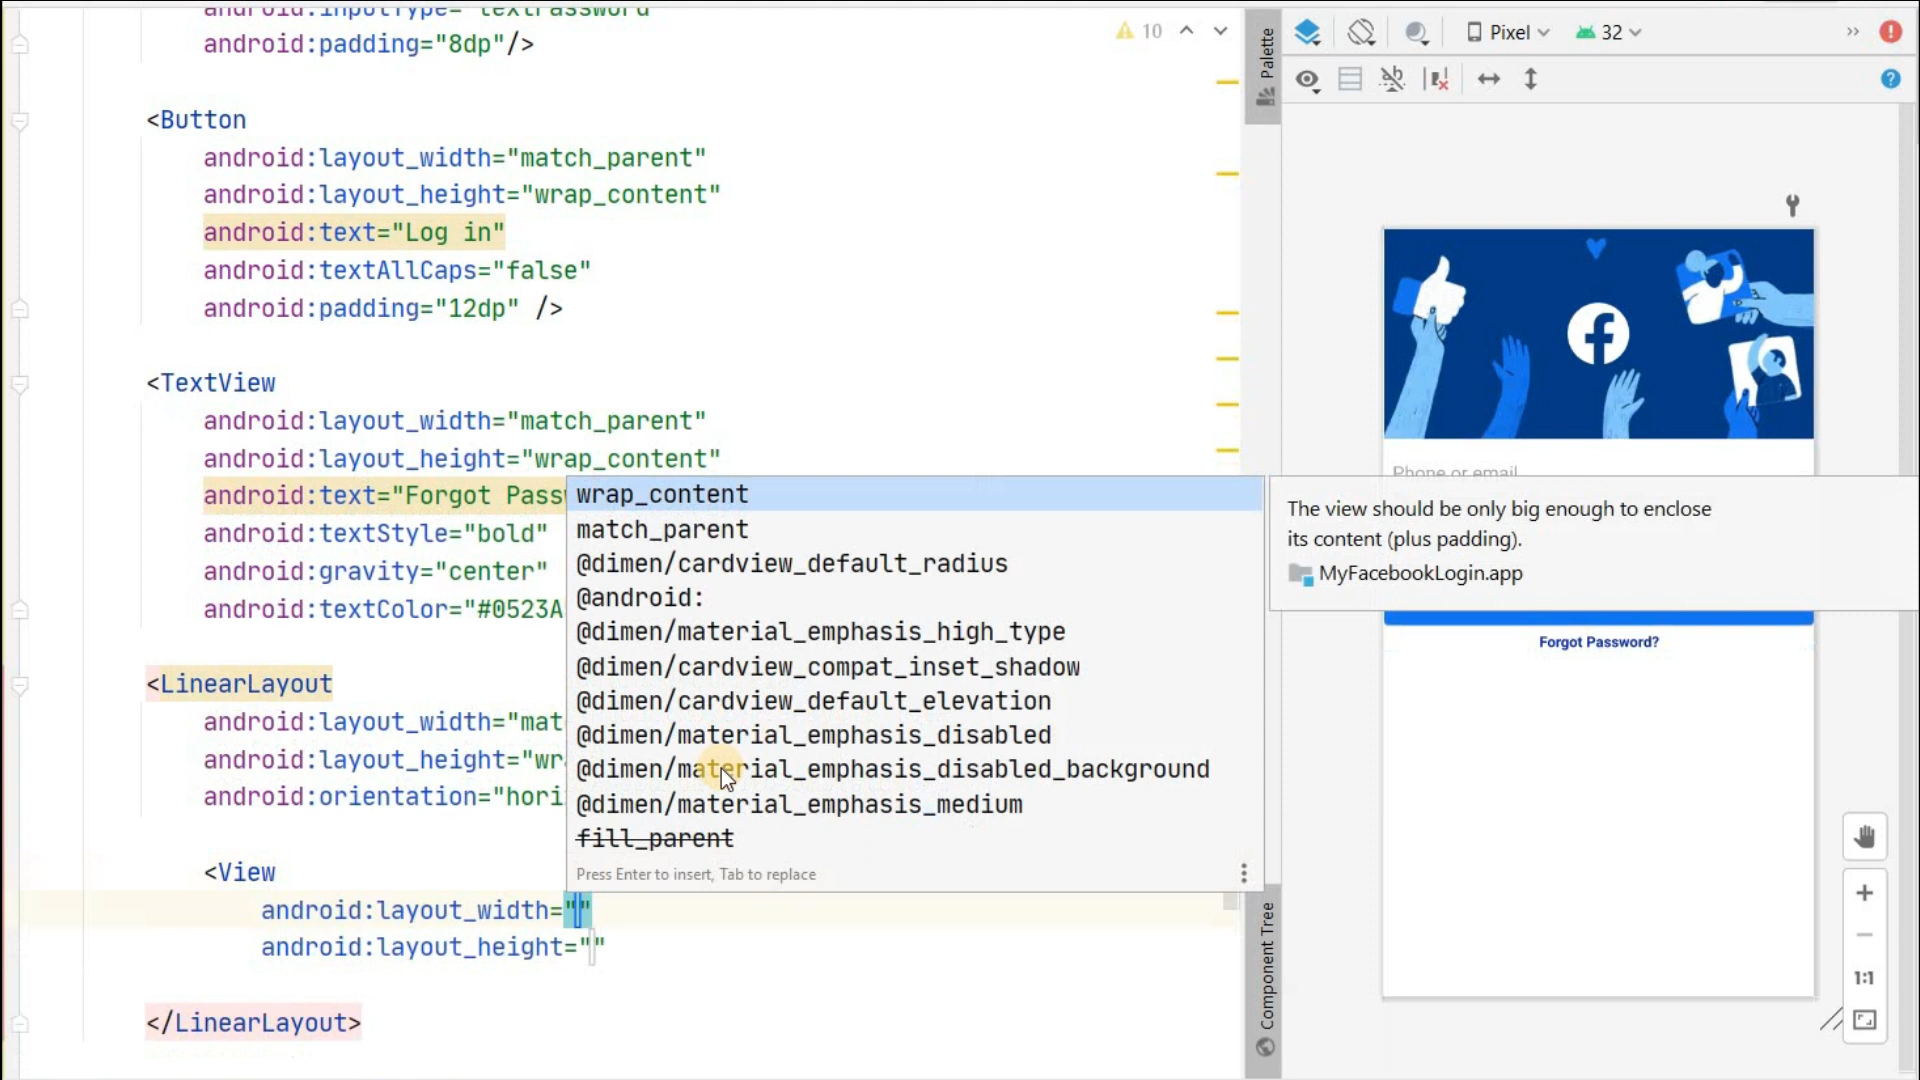 android:inputType="textPassword"
android:padding="8dp"/>
<Button
android:layout_width="match_parent"
android:layout_height="wrap_content"
android:text="Log in"
android:textAllCaps="false"
android:padding="12dp" />
<TextView
android:layout_width="match_parent"
android:layout_height="wrap_content"
android:text="Forgot Passw
android:textStyle="bold"
android:gravity="center"
android:textColor="#0523A
<LinearLayout
android:layout_width="mat
android:layout_height="wr
android:orientation="hori
<View
android:layout_width=""
android:layout_height=""
</LinearLayout>
wrap_content
match_parent
@dimen/cardview_default_radius
@android:
@dimen/material_emphasis_high_type
@dimen/cardview_compat_inset_shadow
@dimen/cardview_default_elevation
@dimen/material_emphasis_disabled
@dimen/material_emphasis_disabled_background
@dimen/material_emphasis_medium
fill_parent
Press Enter to insert, Tab to replace
10
Palette
Component Tree
Pixel
32
Phone or email
The view should be only big enough to enclose
its content (plus padding).
MyFacebookLogin.app
Forgot Password?
1:1